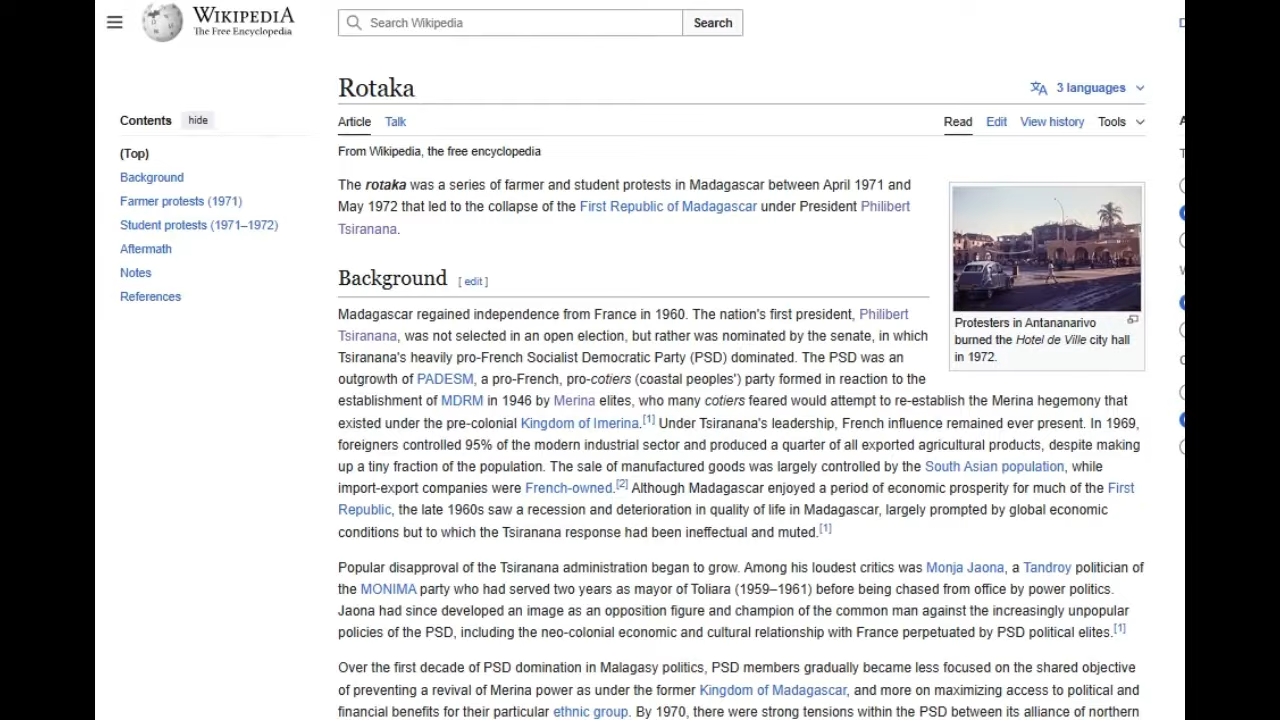 WIKIPEDIA
The Free Encyclopedia
Search Wikipedia
Search
Rotaka
3 languages
Contents hide
Article Talk
Read Edit View history Tools
(Top)
From Wikipedia, the free encyclopedia
Background
Farmer protests (1971)
Student protests (1971–1972)
Aftermath
Notes
References
The rotaka was a series of farmer and student protests in Madagascar between April 1971 and
May 1972 that led to the collapse of the First Republic of Madagascar under President Philibert
Tsiranana.
Protesters in Antananarivo
burned the Hotel de Ville city hall
in 1972.
Background [ edit ]
Madagascar regained independence from France in 1960. The nation's first president, Philibert
Tsiranana, was not selected in an open election, but rather was nominated by the senate, in which
Tsiranana's heavily pro-French Socialist Democratic Party (PSD) dominated. The PSD was an
outgrowth of PADESM, a pro-French, pro-cotiers (coastal peoples') party formed in reaction to the
establishment of MDRM in 1946 by Merina elites, who many cotiers feared would attempt to re-establish the Merina hegemony that
existed under the pre-colonial Kingdom of Imerina.[1] Under Tsiranana's leadership, French influence remained ever present. In 1969,
foreigners controlled 95% of the modern industrial sector and produced a quarter of all exported agricultural products, despite making
up a tiny fraction of the population. The sale of manufactured goods was largely controlled by the South Asian population, while
import-export companies were French-owned.[2] Although Madagascar enjoyed a period of economic prosperity for much of the First
Republic, the late 1960s saw a recession and deterioration in quality of life in Madagascar, largely prompted by global economic
conditions but to which the Tsiranana response had been ineffectual and muted.[1]
Popular disapproval of the Tsiranana administration began to grow. Among his loudest critics was Monja Jaona, a Tandroy politician of
the MONIMA party who had served two years as mayor of Toliara (1959–1961) before being chased from office by power politics.
Jaona had since developed an image as an opposition figure and champion of the common man against the increasingly unpopular
policies of the PSD, including the neo-colonial economic and cultural relationship with France perpetuated by PSD political elites.[1]
Over the first decade of PSD domination in Malagasy politics, PSD members gradually became less focused on the shared objective
of preventing a revival of Merina power as under the former Kingdom of Madagascar, and more on maximizing access to political and
financial benefits for their particular ethnic group. By 1970, there were strong tensions within the PSD between its alliance of northern